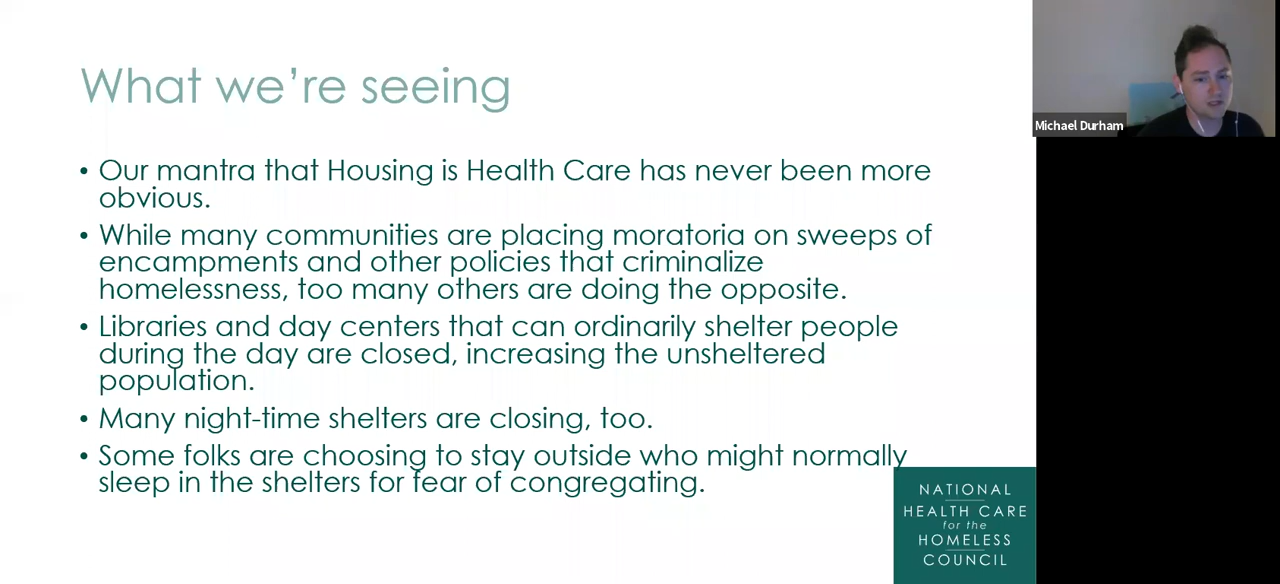 What we're seeing
Michael Durham
• Our mantra that Housing is Health Care has never been more
obvious.
• While many communities are placing moratoria on sweeps of
encampments and other policies that criminalize
homelessness, too many others are doing the opposite.
• Libraries and day centers that can ordinarily shelter people
during the day are closed, increasing the unsheltered
population.
• Many night-time shelters are closing, too.
• Some folks are choosing to stay outside who might normally
sleep in the shelters for fear of congregating.
NATIONAL
HEALTH CARE
for the
HOMELESS
COUNCIL